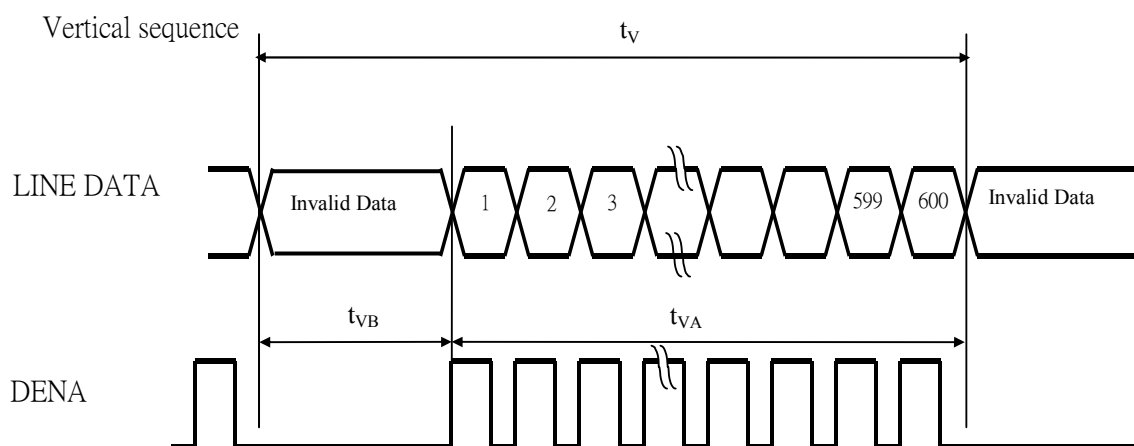 Vertical sequence
tV
LINE DATA
Invalid Data
1
2
3
599
600
Invalid Data
tVB
tVA
DENA